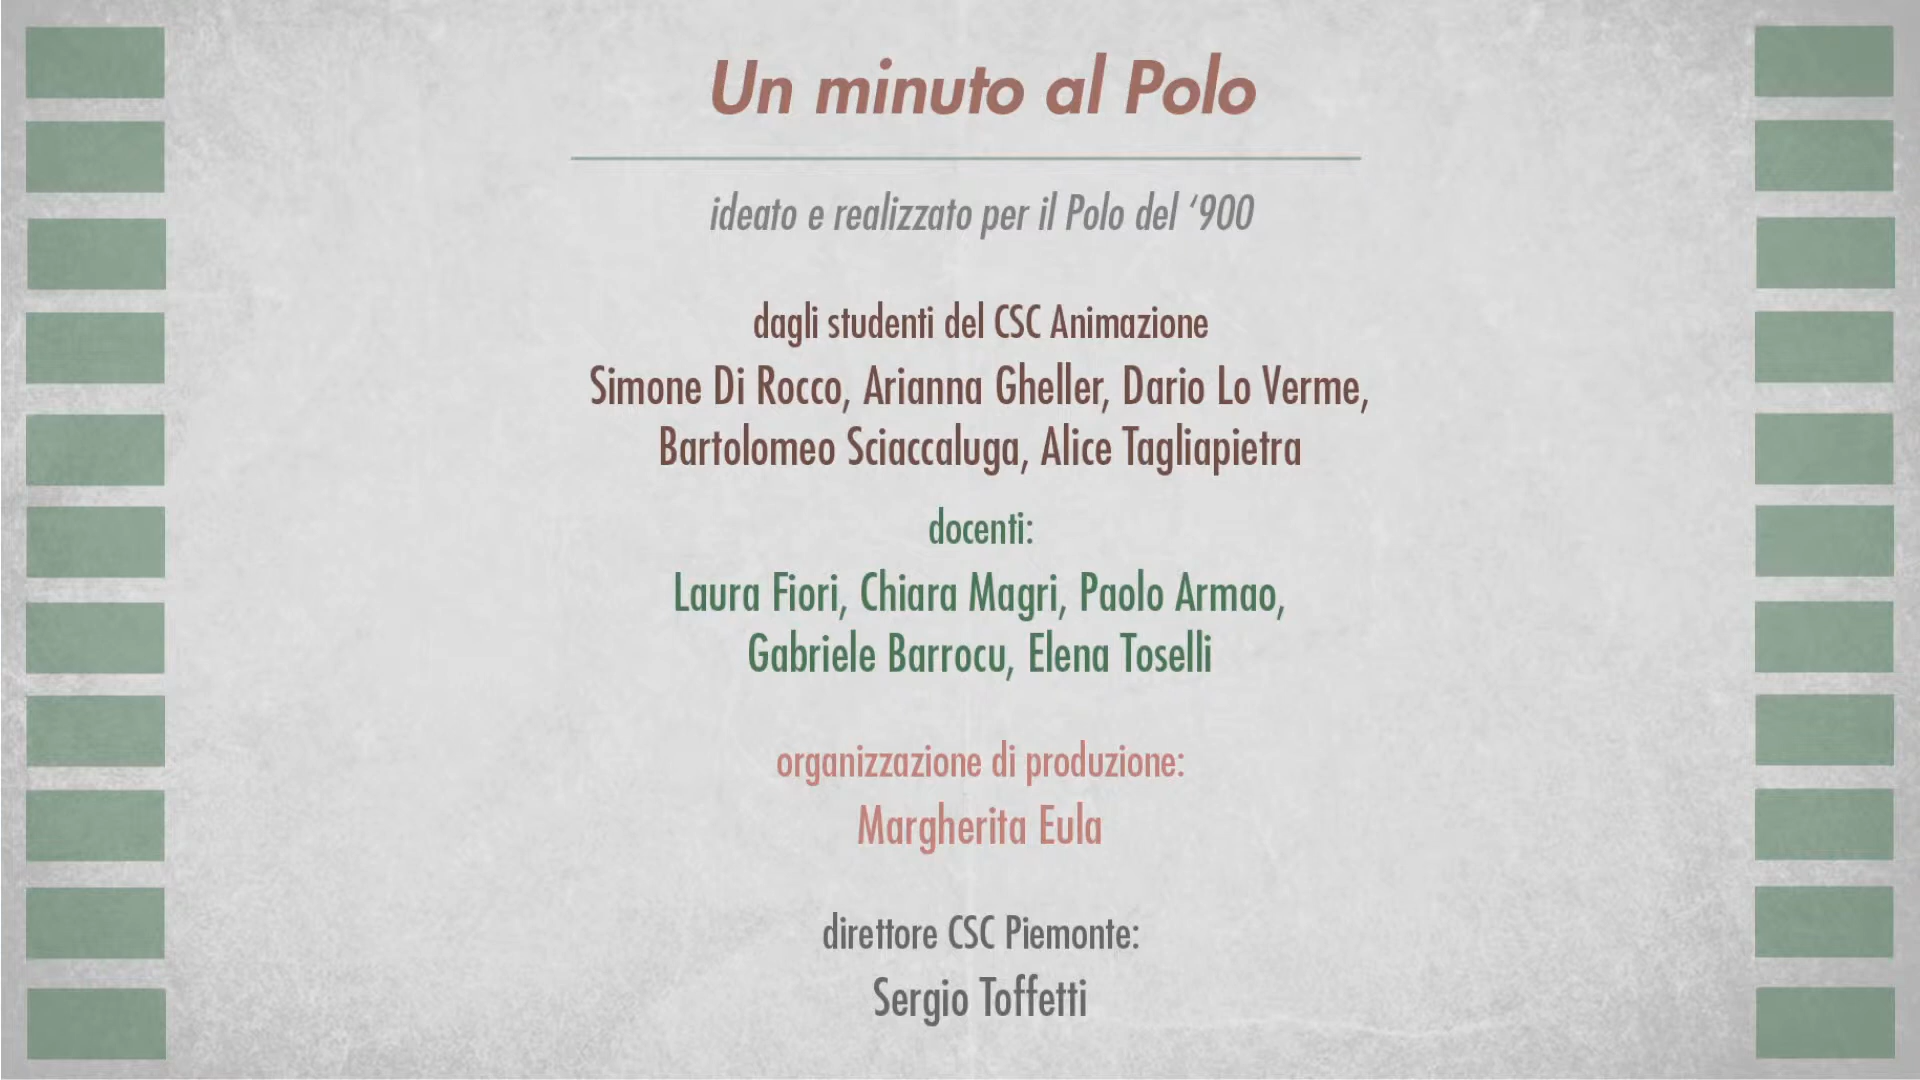 Un minuto al Polo
ideato e realizzato per il Polo del ‘900
dagli studenti del CSC Animazione
Simone Di Rocco, Arianna Gheller, Dario Lo Verme,
Bartolomeo Sciaccaluga, Alice Tagliapietra
docenti:
Laura Fiori, Chiara Magri, Paolo Armao,
Gabriele Barrocu, Elena Toselli
organizzazione di produzione:
Margherita Eula
direttore CSC Piemonte:
Sergio Toffetti